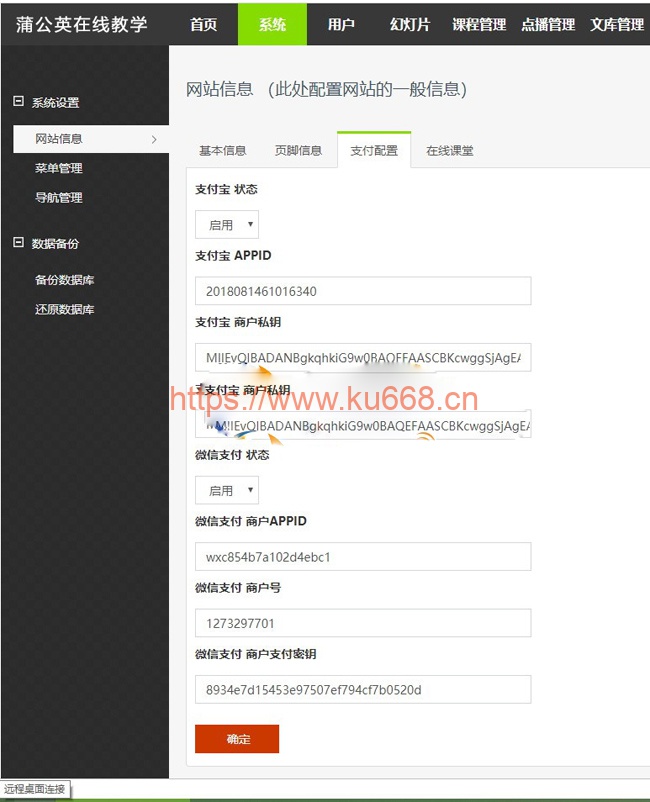 蒲公英在线教学
首页 系统 用户 幻灯片 课程管理 点播管理 文库管理
系统设置
网站信息
菜单管理
导航管理
数据备份
备份数据库
还原数据库
网站信息 （此处配置网站的一般信息）
基本信息 页脚信息 支付配置 在线课堂
支付宝 状态
启用
支付宝 APPID
2018081461016340
支付宝 商户私钥
MIIEvQIBADANBgkqhkiG9w0BAQEFAASCBKcwggSjAgEA
支付宝 商户私钥
https://www.ku668.cn
MIIEvQIBADANBgkqhkiG9w0BAQEFAASCBKcwggSjAgEA
微信支付 状态
启用
微信支付 商户APPID
wxc854b7a102d4ebc1
微信支付 商户号
1273297701
微信支付 商户支付密钥
8934e7d15453e97507ef794cf7b0520d
确定
远程桌面连接